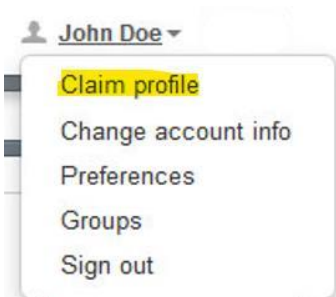 John Doe
Claim profile
Change account info
Preferences
Groups
Sign out